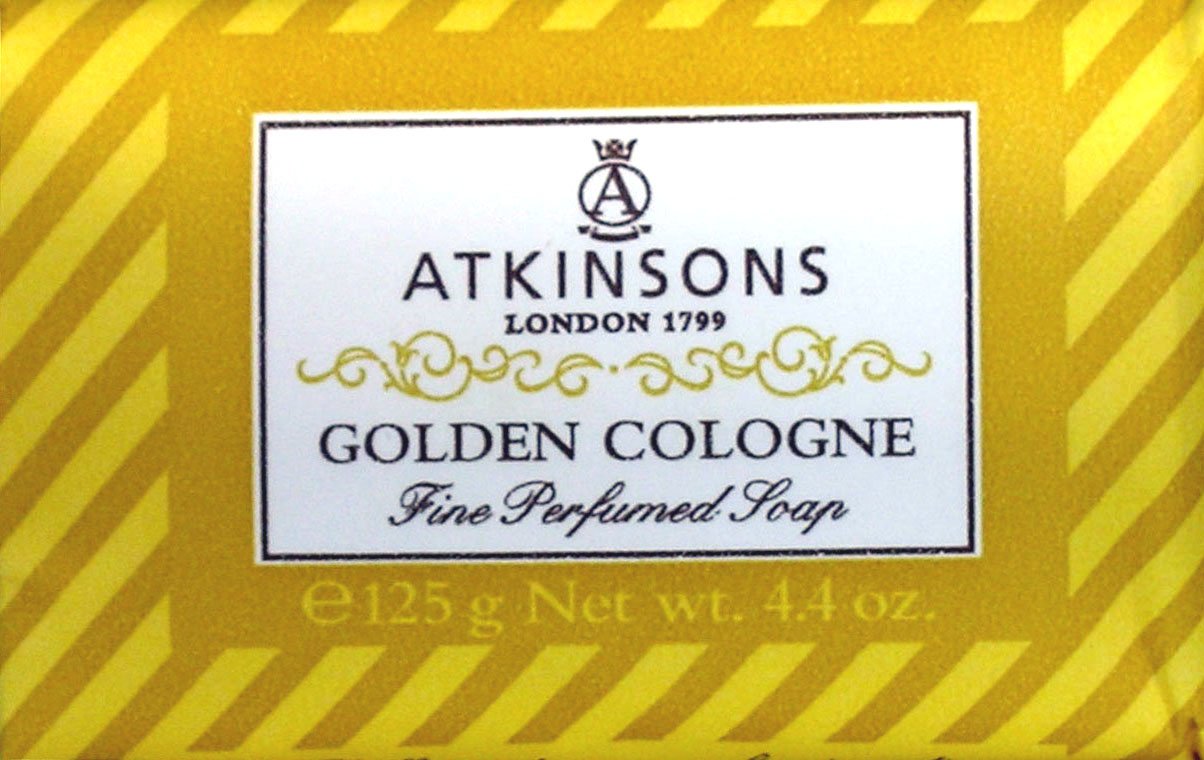 A
ATKINSONS
LONDON 1799
GOLDEN COLOGNE
Fine Perfumed Soap
℮125 g Net wt. 4.4 oz.